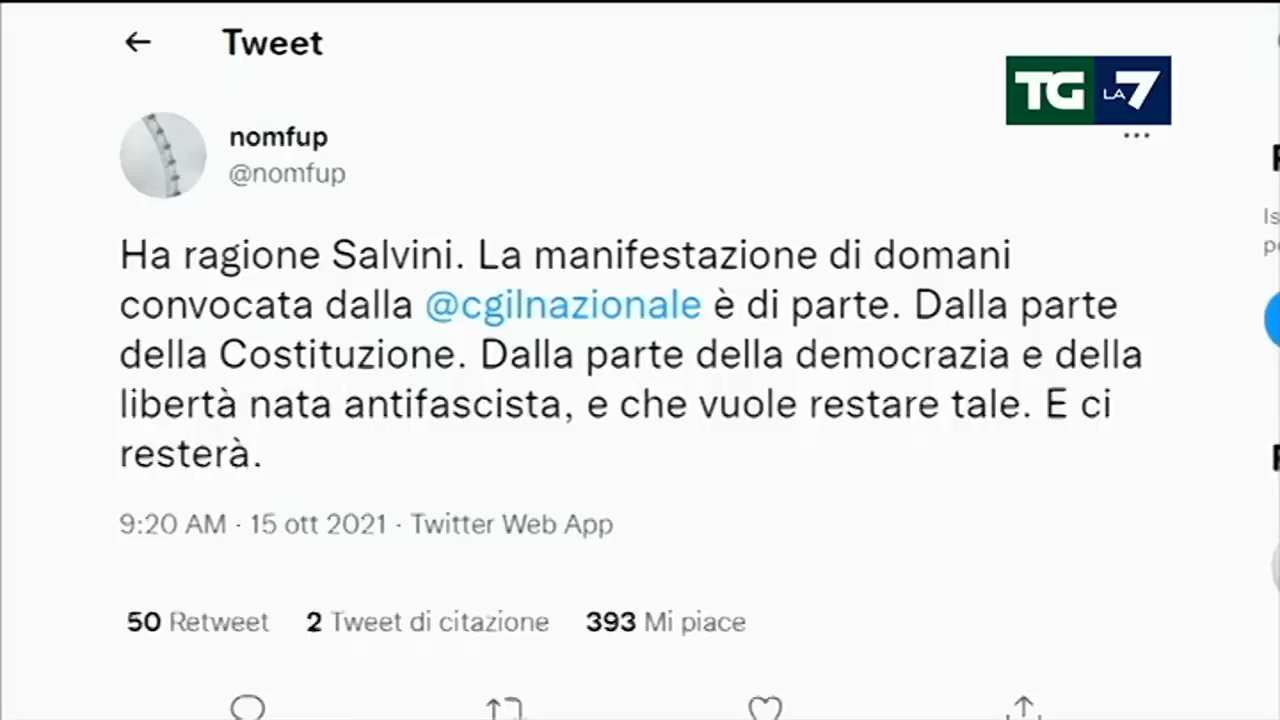 Tweet
TG LA 7
nomfup
@nomfup
Ha ragione Salvini. La manifestazione di domani
convocata dalla @cgilnazionale è di parte. Dalla parte
della Costituzione. Dalla parte della democrazia e della
libertà nata antifascista, e che vuole restare tale. E ci
resterà.
9:20 AM · 15 ott 2021 · Twitter Web App
50 Retweet 2 Tweet di citazione 393 Mi piace